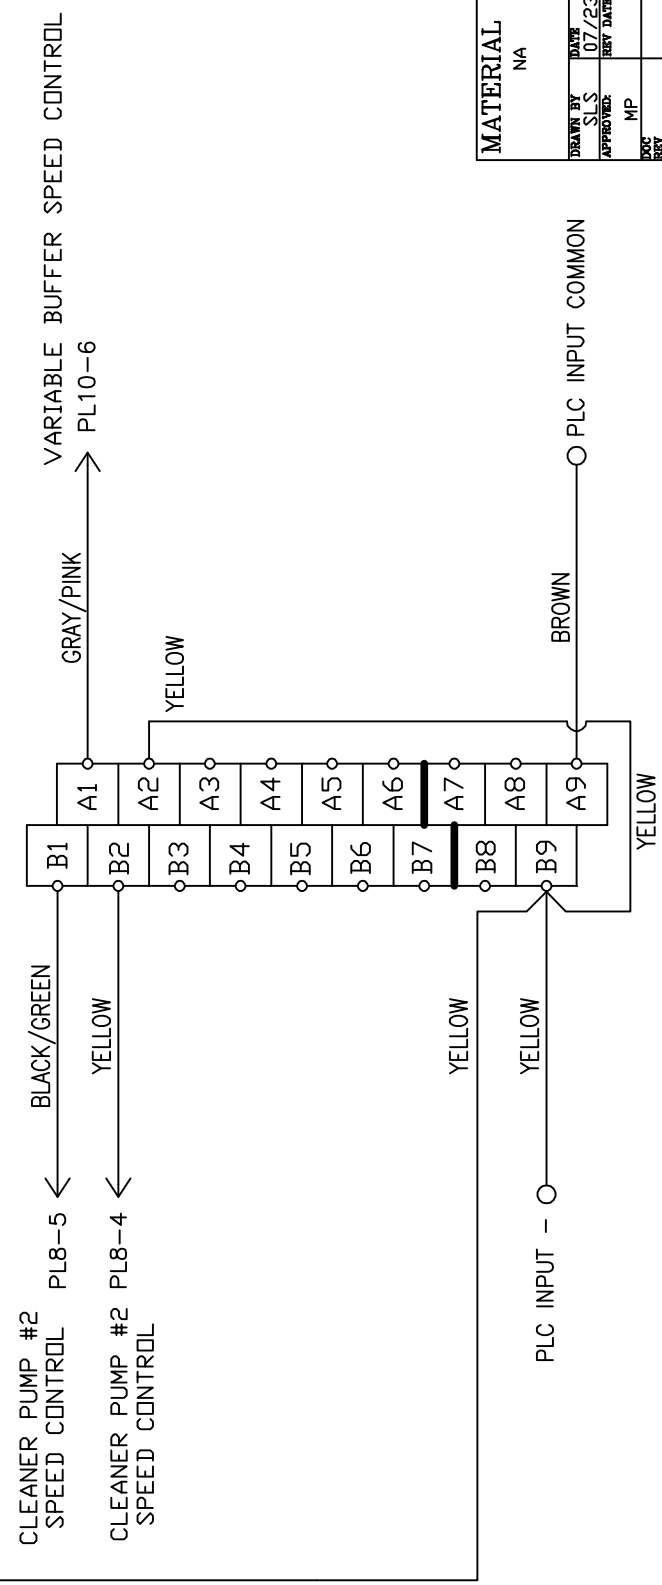 VARIABLE BUFFER SPEED CONTROL
PL10-6
GRAY/PINK
YELLOW
BROWN
PLC INPUT COMMON
A1
A2
A3
A4
A5
A6
A7
A8
A9
B1
B2
B3
B4
B5
B6
B7
B8
B9
YELLOW
BLACK/GREEN
YELLOW
YELLOW
YELLOW
CLEANER PUMP #2
SPEED CONTROL PL8-5
CLEANER PUMP #2 PL8-4
SPEED CONTROL
PLC INPUT -
MATERIAL
NA
DRAWN BY
SLS
DATE
07/23
APPROVED:
MP
REV DATE
DOC
REV